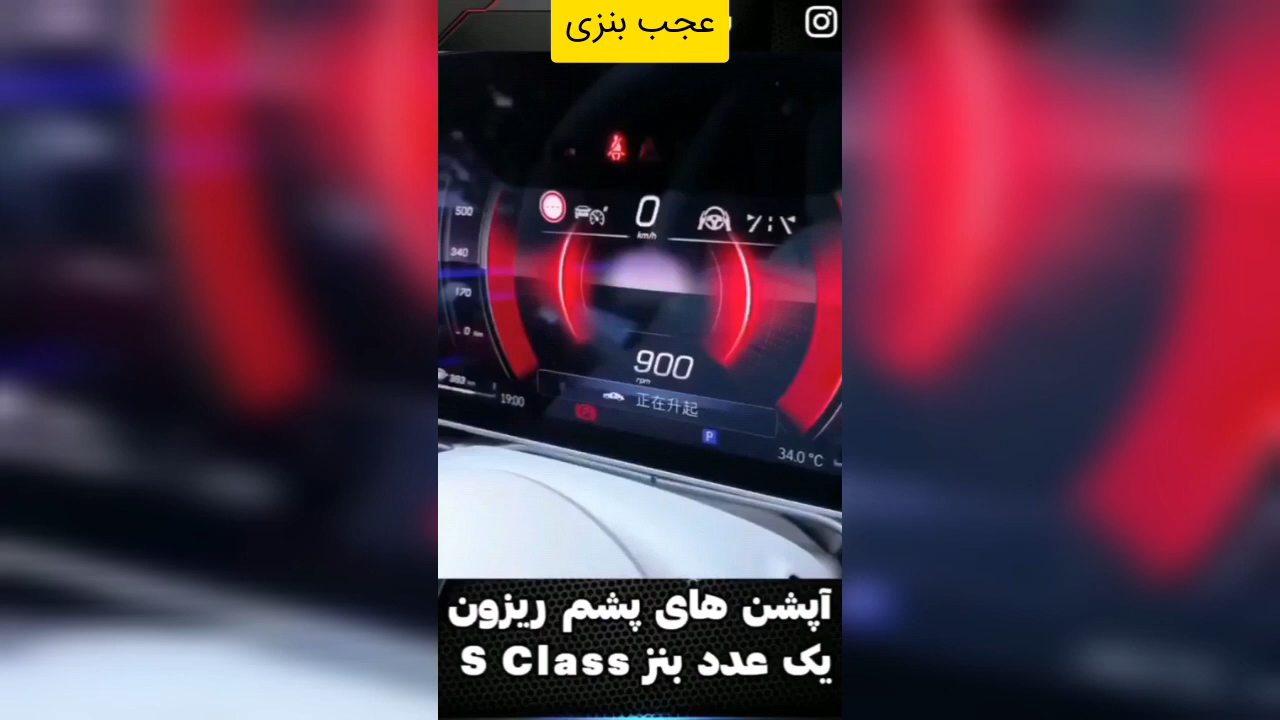 عجب بنزی
0
km/h
500
340
170
0
900
rpm
正在升起
19:00
P
34.0 °C
آپشن های پشم ریزون
یک عدد بنز S Class